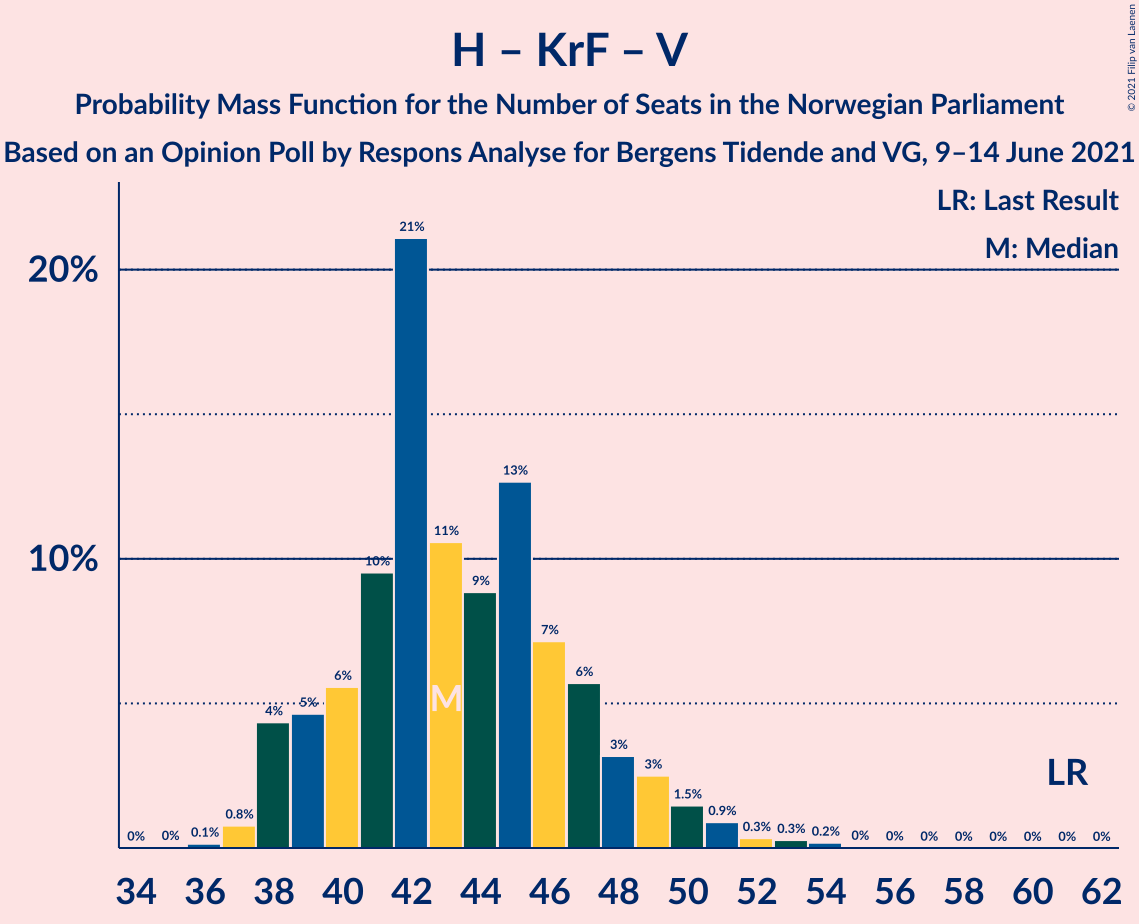 H – KrF – V
Probability Mass Function for the Number of Seats in the Norwegian Parliament
Based on an Opinion Poll by Respons Analyse for Bergens Tidende and VG, 9–14 June 2021
© 2021 Filip van Laenen
LR: Last Result
M: Median
20%
10%
0% 0% 0.1% 0.8% 4% 5% 6% 10% 21% 11% 9% 13% 7% 6% 3% 3% 1.5% 0.9% 0.3% 0.3% 0.2% 0% 0% 0% 0% 0% 0% 0% 0%
M
LR
34 36 38 40 42 44 46 48 50 52 54 56 58 60 62